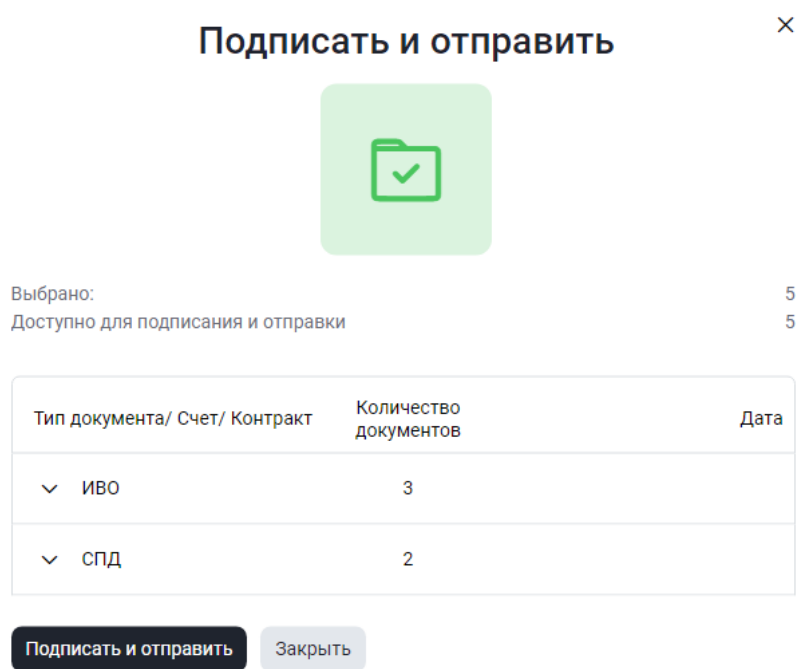 Подписать и отправить
Выбрано: 5
Доступно для подписания и отправки 5
Тип документа/ Счет/ Контракт Количество документов Дата
ИВО 3
СПД 2
Подписать и отправить Закрыть